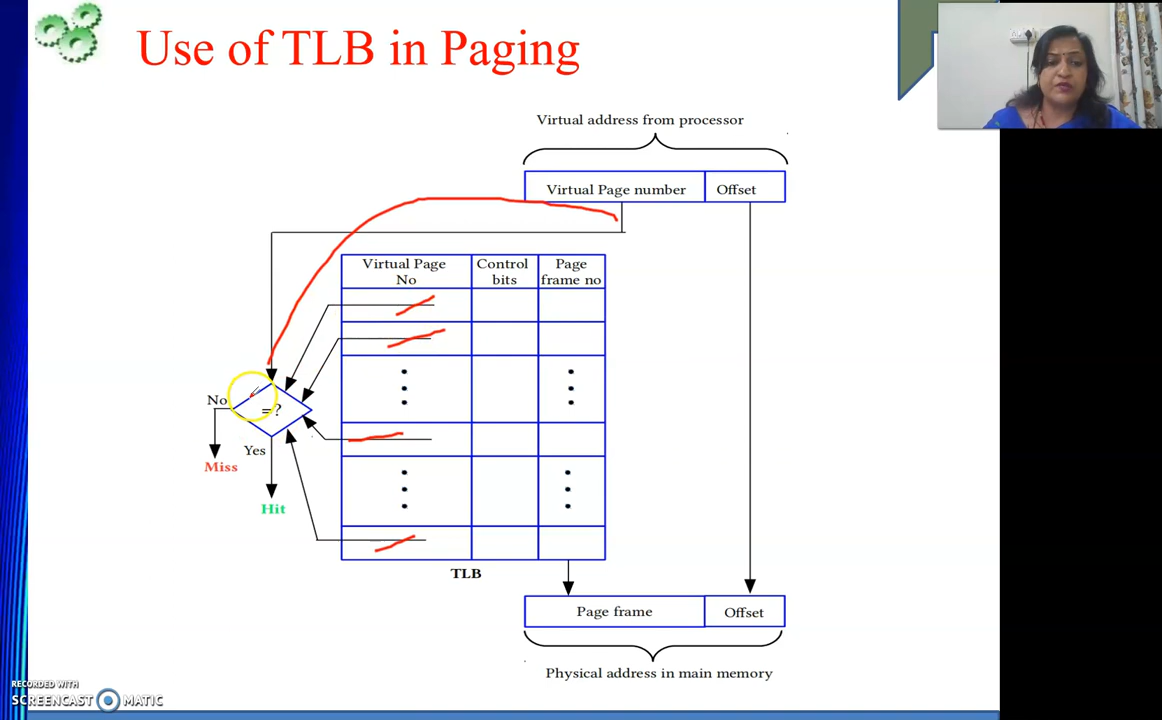 Use of TLB in Paging
Virtual address from processor
Virtual Page number
Offset
Virtual Page
No
Control
bits
Page
frame no
=?
No
Yes
Miss
Hit
TLB
Page frame
Offset
Physical address in main memory
RECORDED WITH
SCREENCAST MATIC